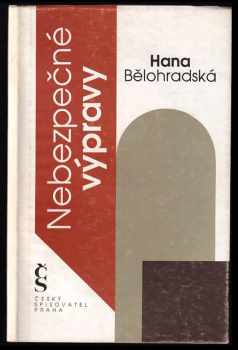 Hana
Bělohradská
Nebezpečné
výpravy
ČS
ČESKÝ
SPISOVATEL
PRAHA